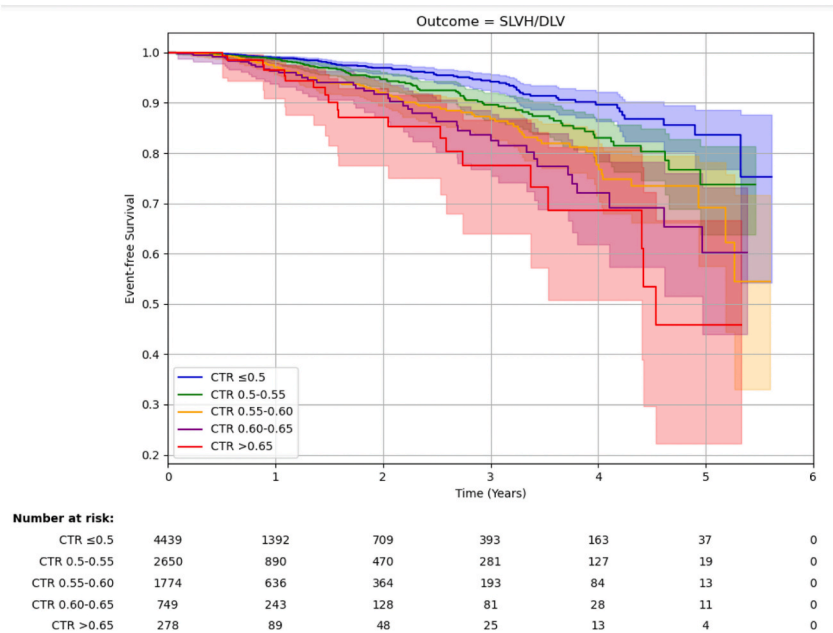 Outcome = SLVH/DLV
1.0
0.9
0.8
0.7
0.6
0.5
0.4
0.3
0.2
Event-free Survival
CTR ≤0.5
CTR 0.5-0.55
CTR 0.55-0.60
CTR 0.60-0.65
CTR >0.65
0 1 2 3 4 5 6
Time (Years)
Number at risk:
CTR ≤0.5 4439 1392 709 393 163 37 0
CTR 0.5-0.55 2650 890 470 281 127 19 0
CTR 0.55-0.60 1774 636 364 193 84 13 0
CTR 0.60-0.65 749 243 128 81 28 11 0
CTR >0.65 278 89 48 25 13 4 0